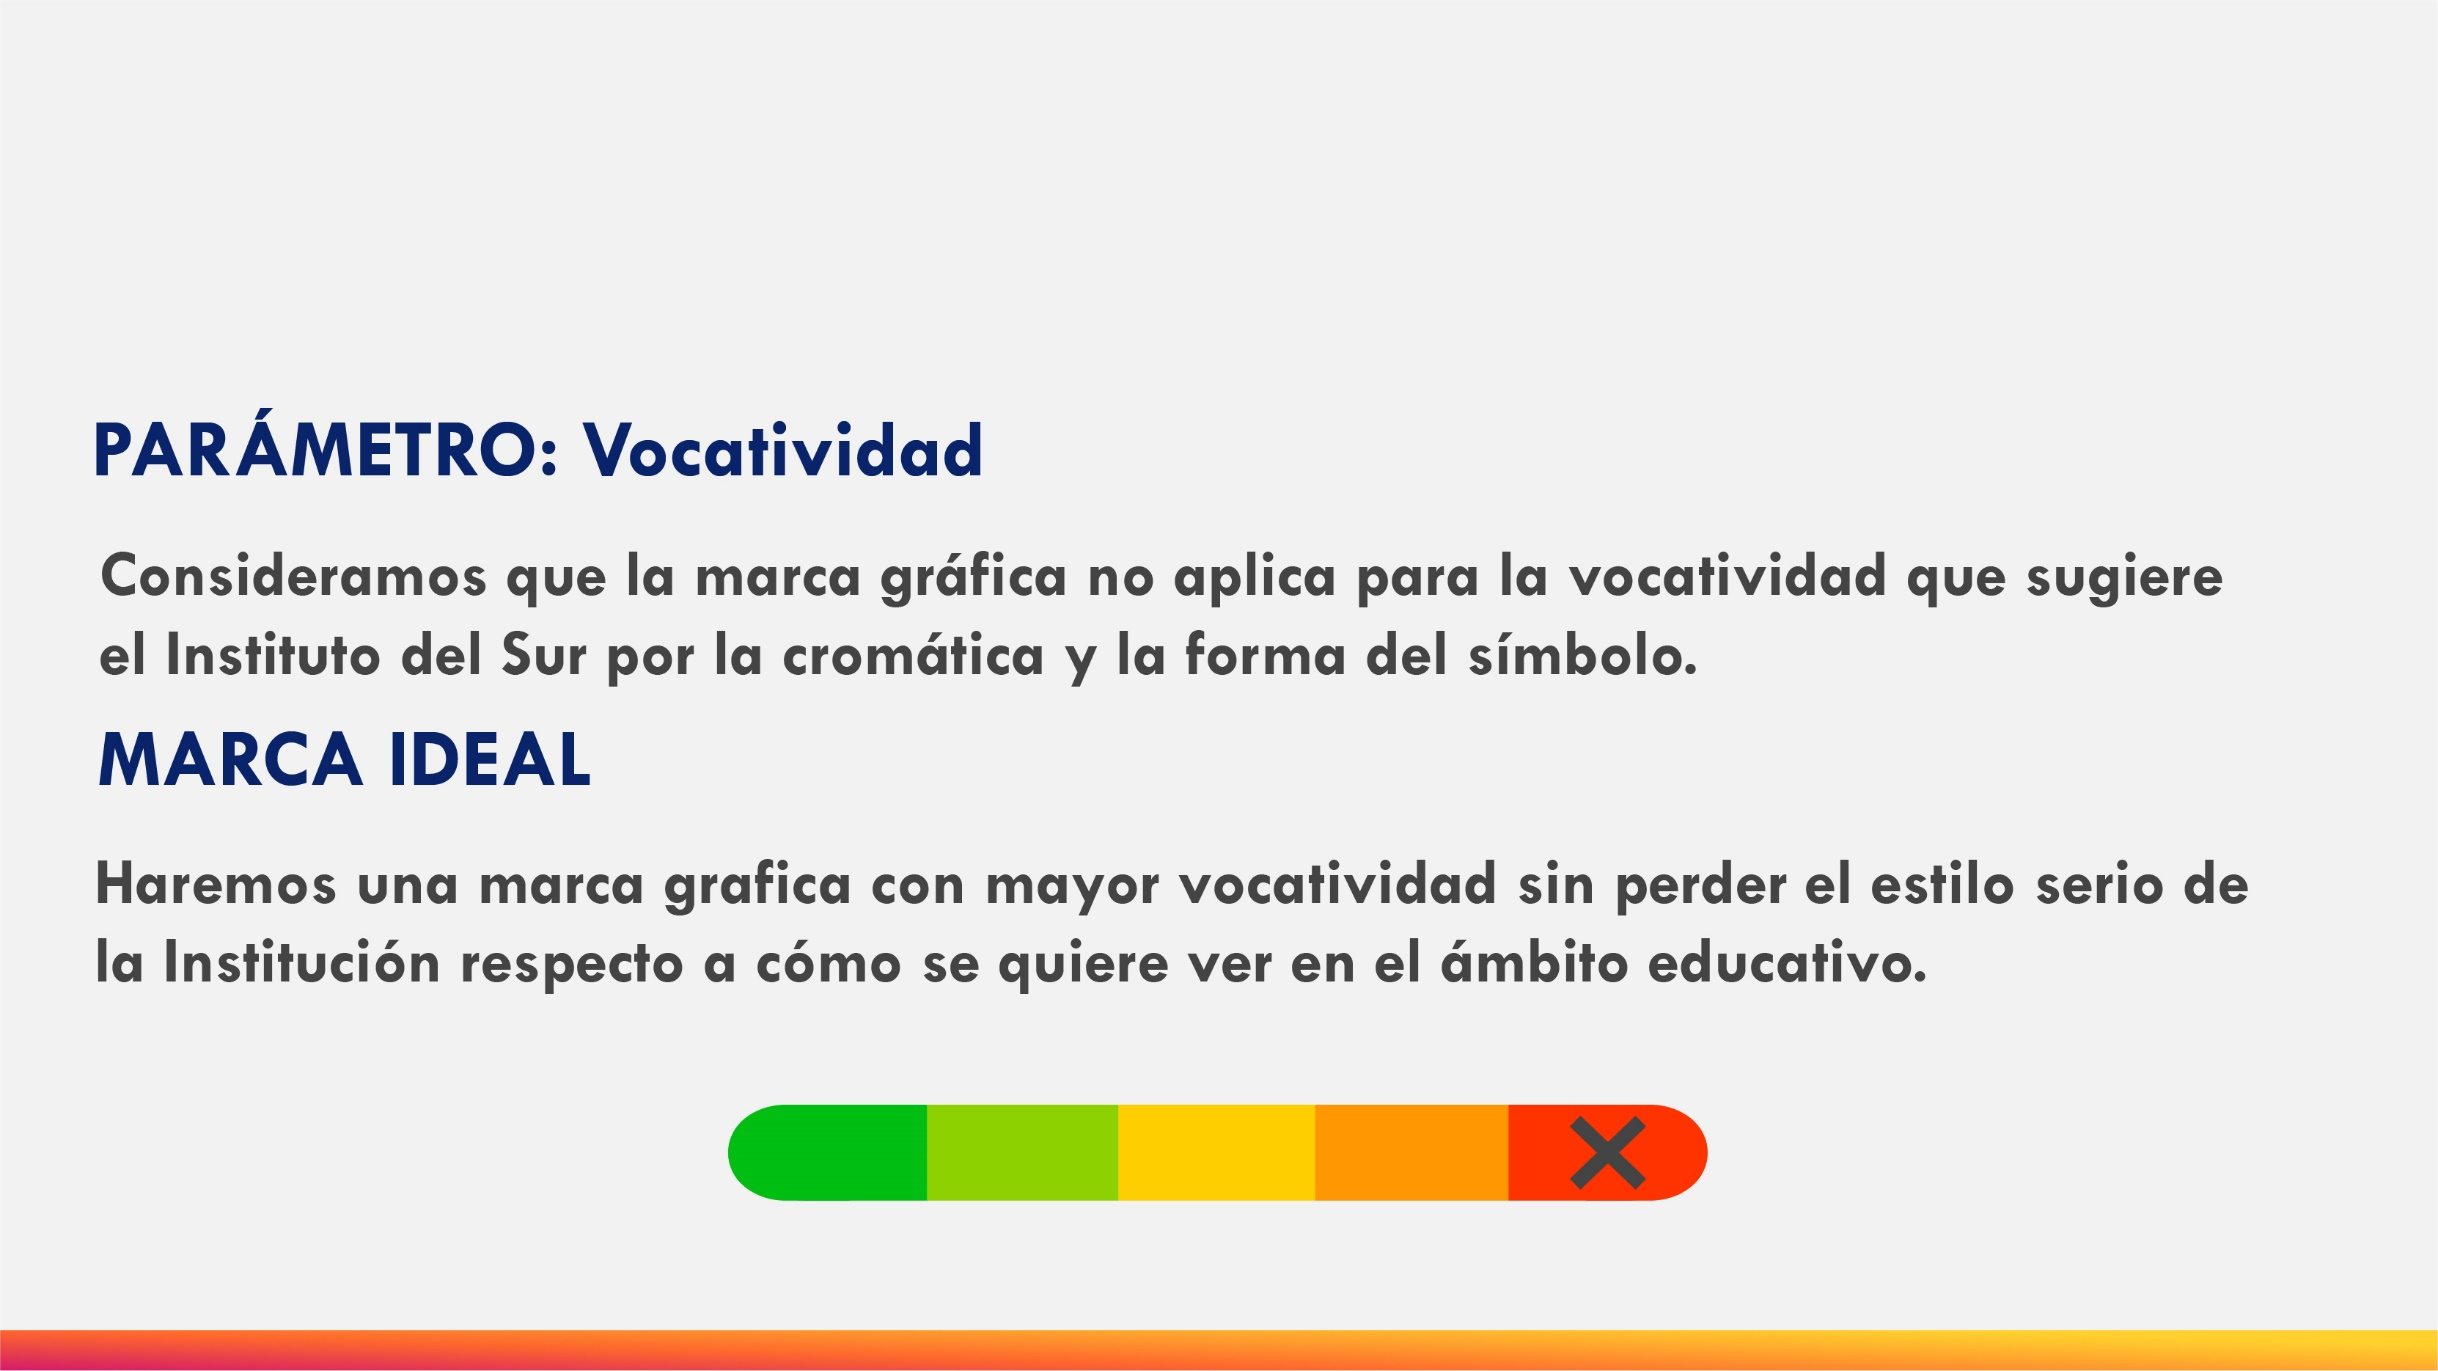 PARÁMETRO: Vocatividad
Consideramos que la marca gráfica no aplica para la vocatividad que sugiere
el Instituto del Sur por la cromática y la forma del símbolo.
MARCA IDEAL
Haremos una marca grafica con mayor vocatividad sin perder el estilo serio de
la Institución respecto a cómo se quiere ver en el ámbito educativo.